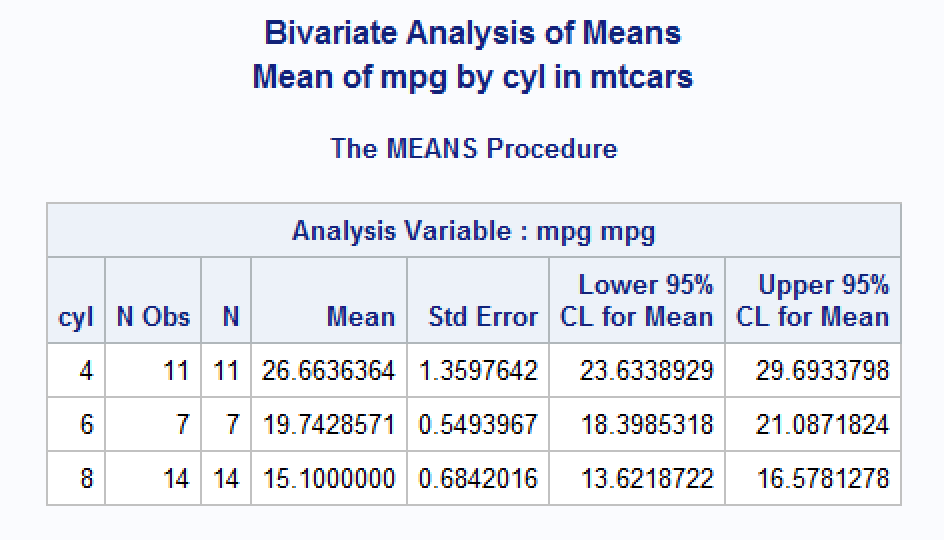 Bivariate Analysis of Means
Mean of mpg by cyl in mtcars
The MEANS Procedure
Analysis Variable : mpg mpg
cyl N Obs N Mean Std Error Lower 95% CL for Mean Upper 95% CL for Mean
4 11 11 26.6636364 1.3597642 23.6338929 29.6933798
6 7 7 19.7428571 0.5493967 18.3985318 21.0871824
8 14 14 15.1000000 0.6842016 13.6218722 16.5781278